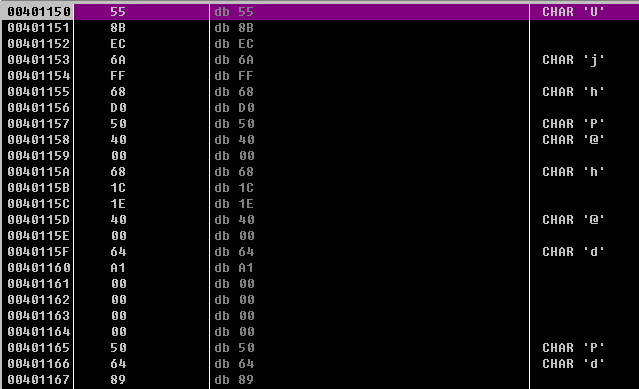 00401150 55 db 55 CHAR 'U'
00401151 8B db 8B
00401152 EC db EC
00401153 6A db 6A CHAR 'j'
00401154 FF db FF
00401155 68 db 68 CHAR 'h'
00401156 D0 db D0
00401157 50 db 50 CHAR 'P'
00401158 40 db 40 CHAR '@'
00401159 00 db 00
0040115A 68 db 68 CHAR 'h'
0040115B 1C db 1C
0040115C 1E db 1E
0040115D 40 db 40 CHAR '@'
0040115E 00 db 00
0040115F 64 db 64 CHAR 'd'
00401160 A1 db A1
00401161 00 db 00
00401162 00 db 00
00401163 00 db 00
00401164 00 db 00
00401165 50 db 50 CHAR 'P'
00401166 64 db 64 CHAR 'd'
00401167 89 db 89